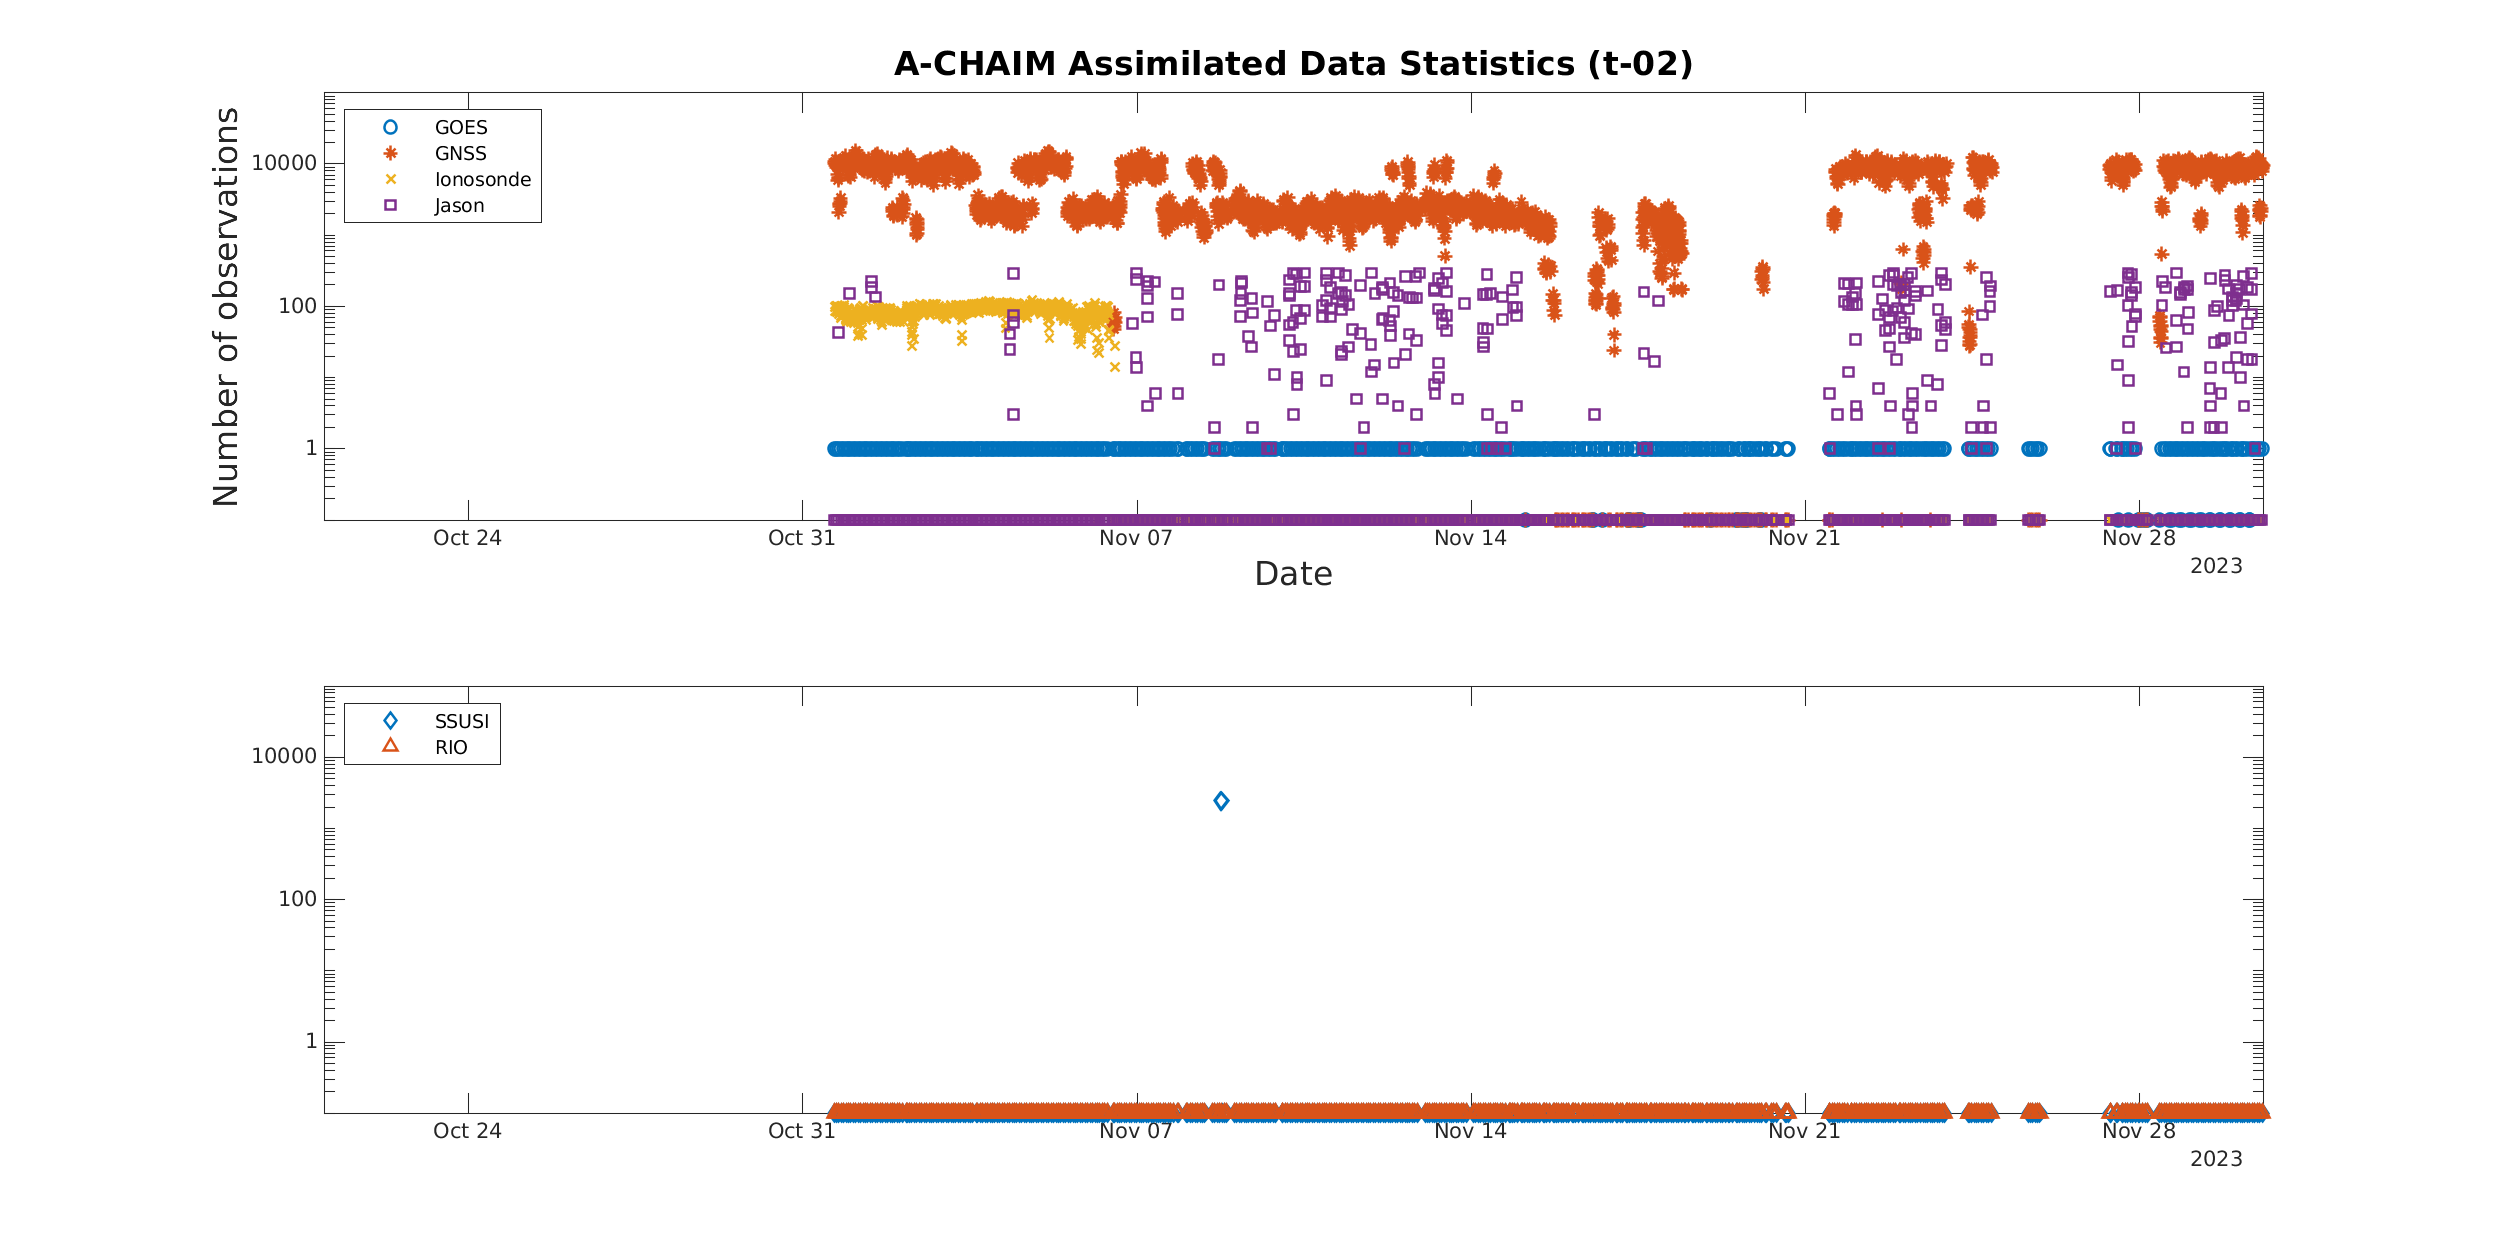 A-CHAIM Assimilated Data Statistics (t-02)
Number of observations
10000
100
1
GOES
GNSS
Ionosonde
Jason
Oct 24
Oct 31
Nov 07
Nov 14
Nov 21
Nov 28
2023
Date
10000
100
1
SSUSI
RIO
Oct 24
Oct 31
Nov 07
Nov 14
Nov 21
Nov 28
2023